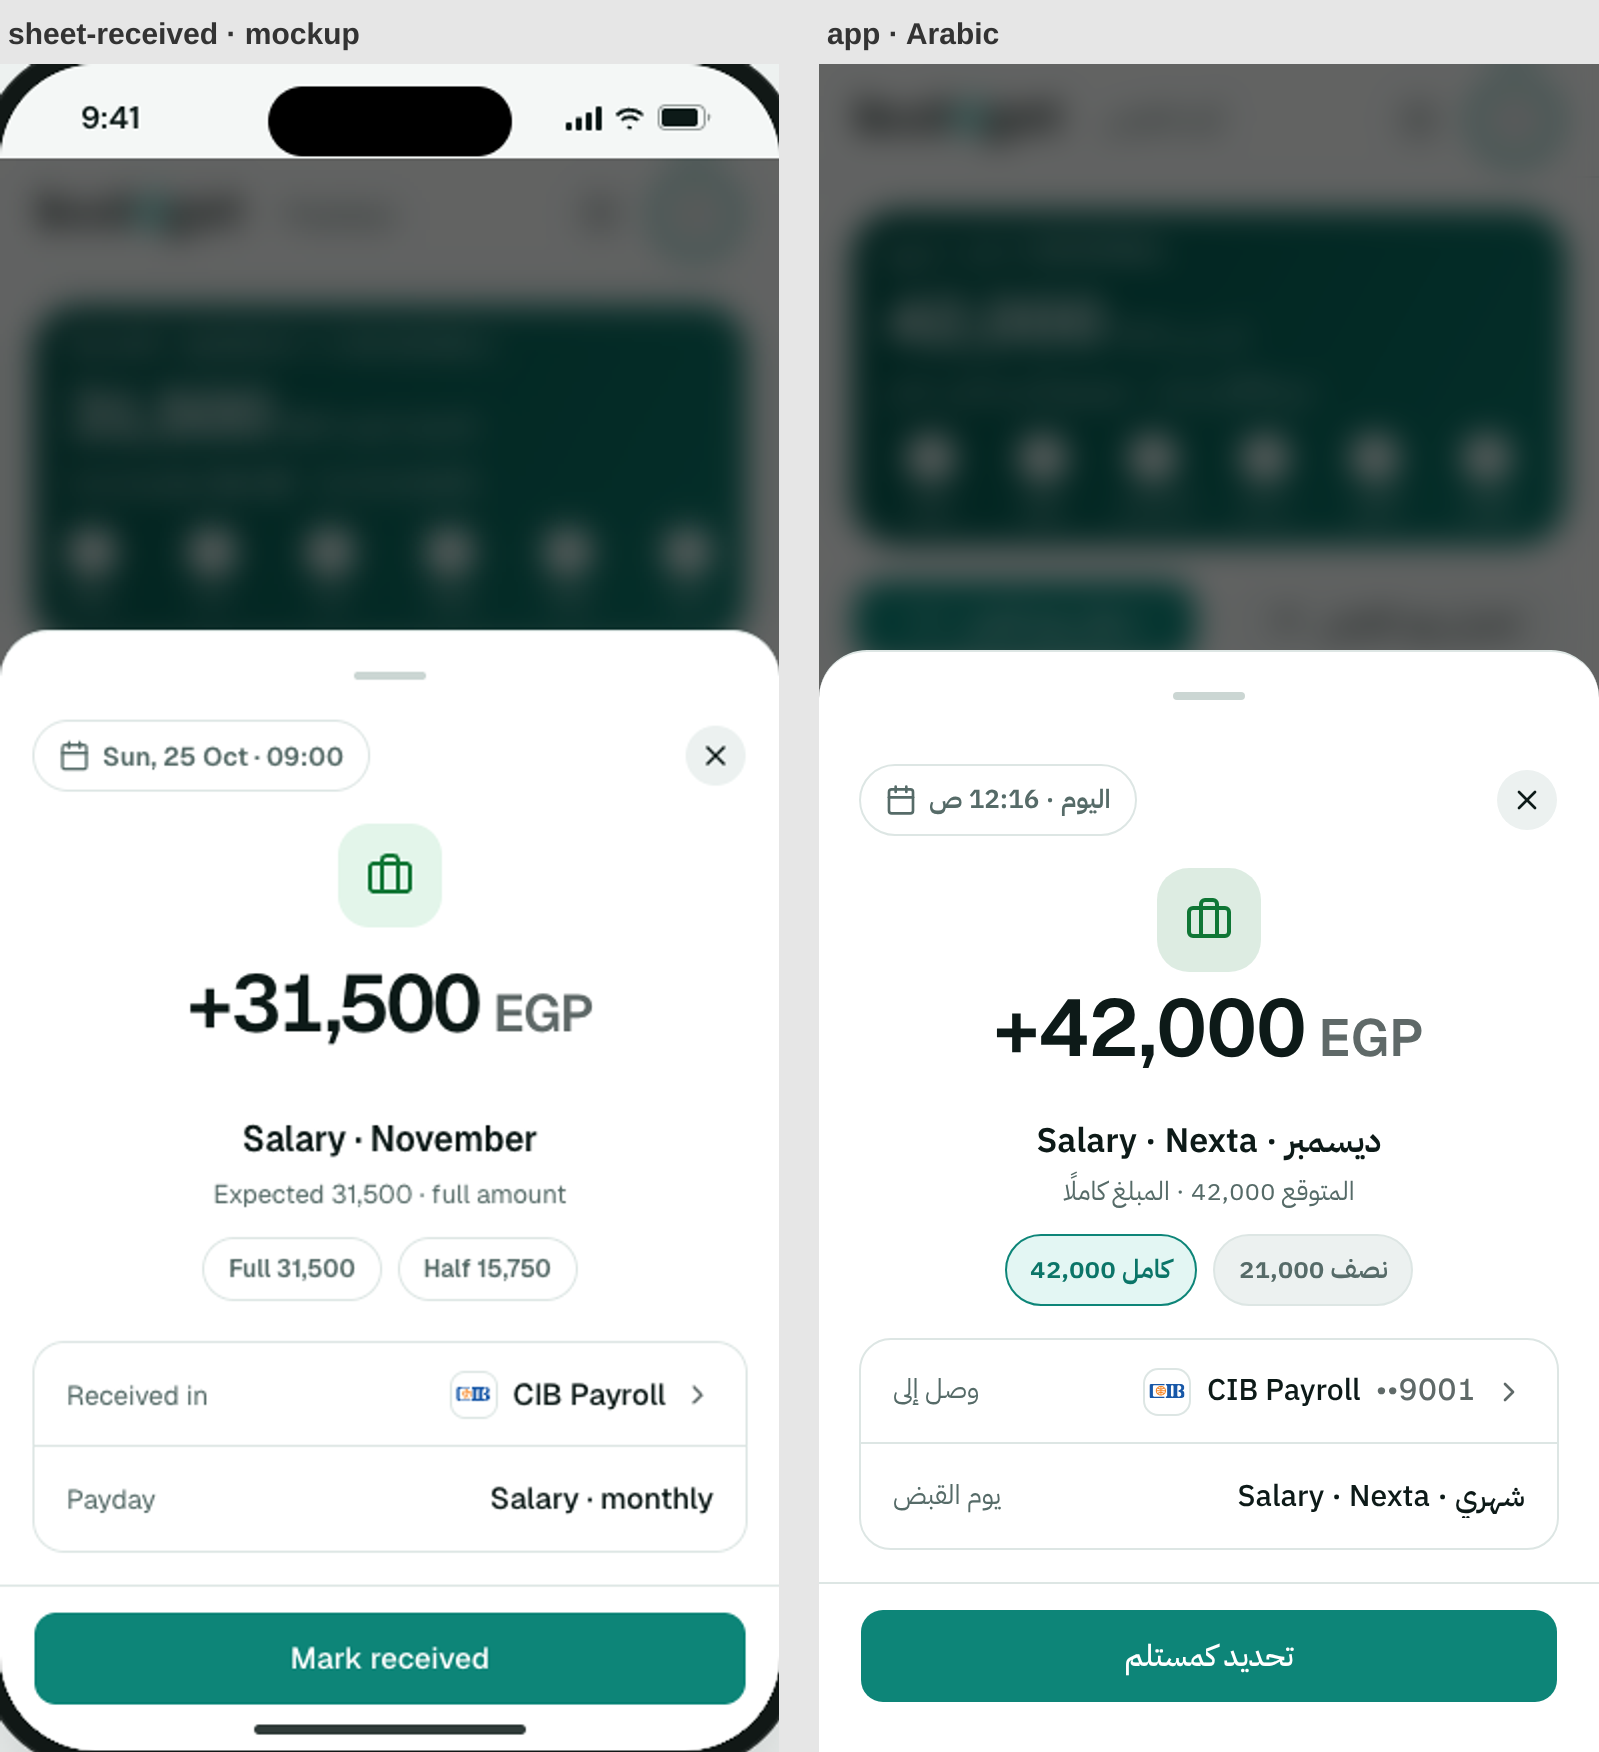 sheet-received · mockup
9:41
Sun, 25 Oct · 09:00
+31,500 EGP
Salary · November
Expected 31,500 · full amount
Full 31,500
Half 15,750
Received in
CIB CIB Payroll
Payday
Salary · monthly
Mark received
app · Arabic
اليوم · 12:16 ص
+42,000 EGP
Salary · Nexta · ديسمبر
المتوقع 42,000 · المبلغ كاملًا
كامل 42,000
نصف 21,000
وصل إلى
CIB CIB Payroll ••9001
يوم القبض
Salary · Nexta · شهري
تحديد كمستلم